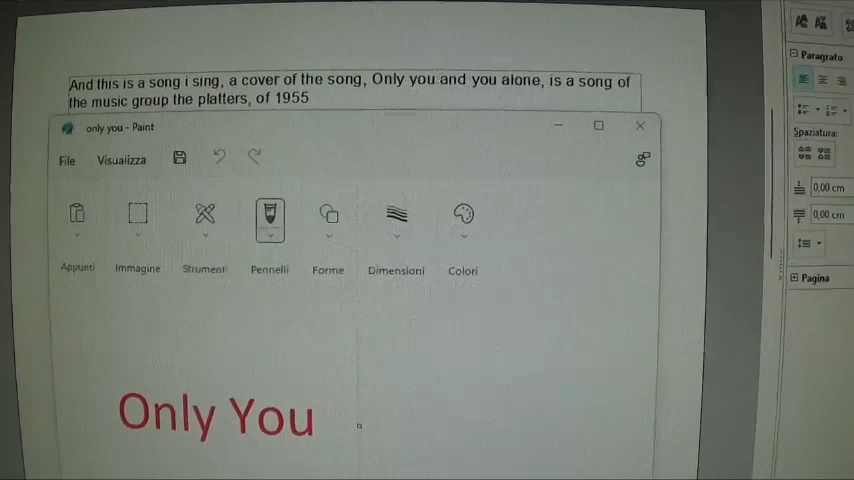 And this is a song i sing, a cover of the song, Only you and you alone, is a song of
the music group the platters, of 1955
only you - Paint
File
Visualizza
Appunti
Immagine
Strumenti
Pennelli
Forme
Dimensioni
Colori
Only You
Paragrafo
Spaziatura:
0,00 cm
0,00 cm
Pagina